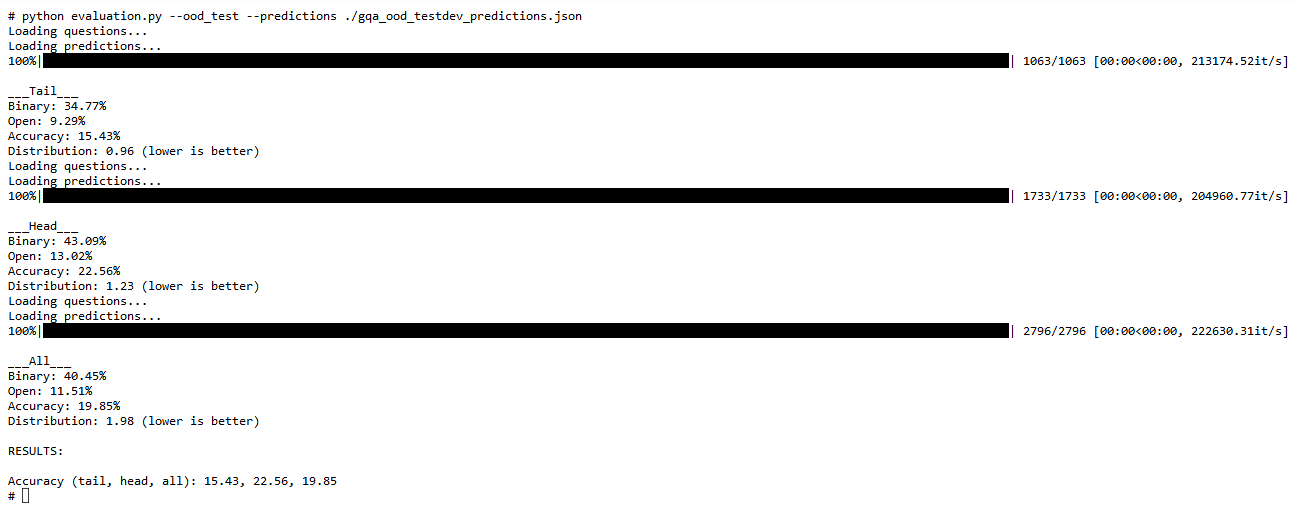 # python evaluation.py --ood_test --predictions ./gqa_ood_testdev_predictions.json
Loading questions...
Loading predictions...
100%| | 1063/1063 [00:00<00:00, 213174.52it/s]
___Tail___
Binary: 34.77%
Open: 9.29%
Accuracy: 15.43%
Distribution: 0.96 (lower is better)
Loading questions...
Loading predictions...
100%| | 1733/1733 [00:00<00:00, 204960.77it/s]
___Head___
Binary: 43.09%
Open: 13.02%
Accuracy: 22.56%
Distribution: 1.23 (lower is better)
Loading questions...
Loading predictions...
100%| | 2796/2796 [00:00<00:00, 222630.31it/s]
___All___
Binary: 40.45%
Open: 11.51%
Accuracy: 19.85%
Distribution: 1.98 (lower is better)
RESULTS:
Accuracy (tail, head, all): 15.43, 22.56, 19.85
#